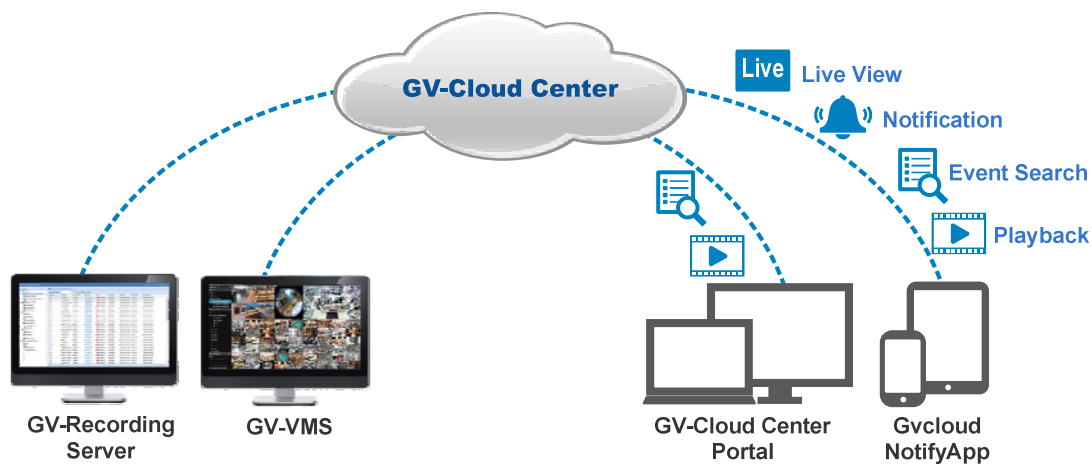 GV-Cloud Center
Live
Live View
Notification
Event Search
Playback
GV-Recording
Server
GV-VMS
GV-Cloud Center
Portal
Gvcloud
NotifyApp